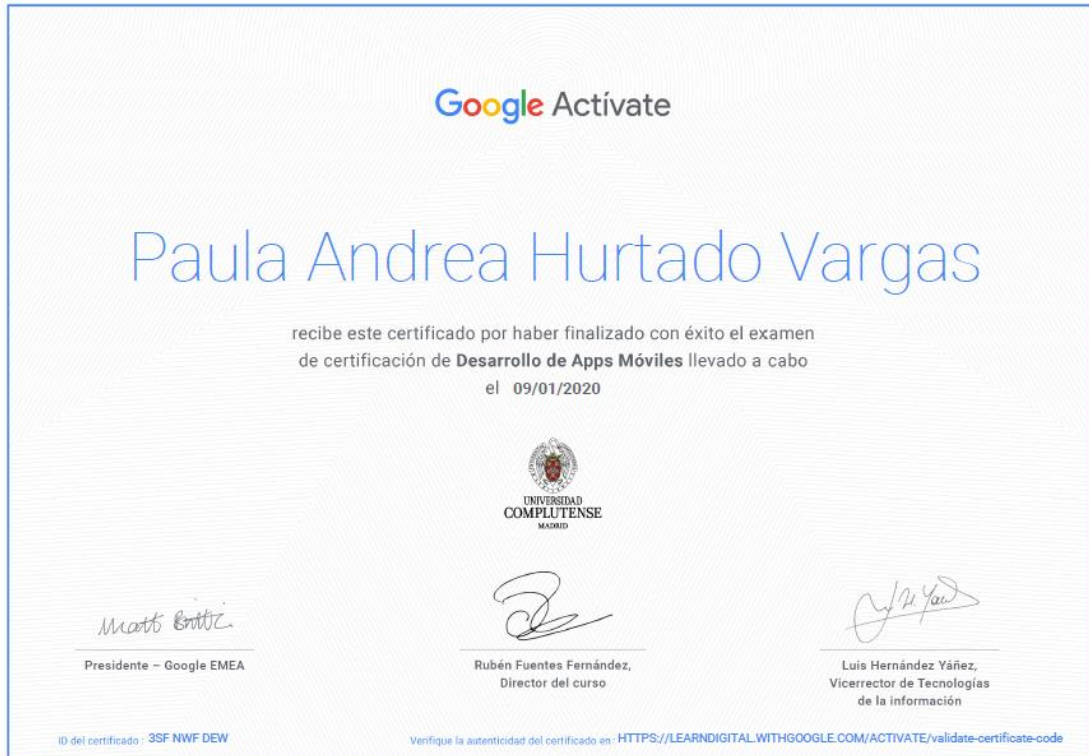 Google Actívate
Paula Andrea Hurtado Vargas
recibe este certificado por haber finalizado con éxito el examen
de certificación de Desarrollo de Apps Móviles llevado a cabo
el 09/01/2020
UNIVERSIDAD
COMPLUTENSE
MADRID
Matt
Presidente – Google EMEA
Rubén Fuentes Fernández,
Director del curso
Luis Hernández Yáñez,
Vicerrector de Tecnologías
de la información
ID del certificado : 3SF NWF DEW
Verifique la autenticidad del certificado en: HTTPS://LEARNDIGITAL.WITHGOOGLE.COM/ACTIVATE/validate-certificate-code